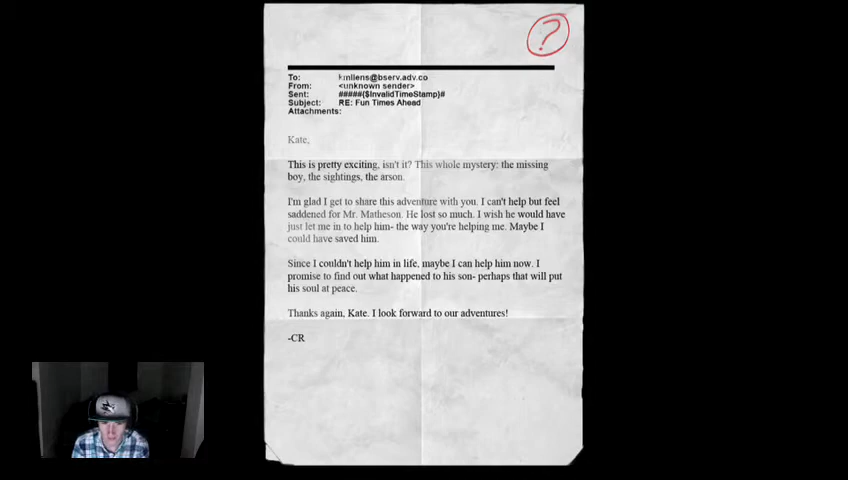 ?
To: kmliens@bserv.adv.co
From: <unknown sender>
Sent: #####($InvalidTimeStamp)#
Subject: RE: Fun Times Ahead
Attachments:
Kate,
This is pretty exciting, isn't it? This whole mystery: the missing
boy, the sightings, the arson.
I'm glad I get to share this adventure with you. I can't help but feel
saddened for Mr. Matheson. He lost so much. I wish he would have
just let me in to help him- the way you're helping me. Maybe I
could have saved him.
Since I couldn't help him in life, maybe I can help him now. I
promise to find out what happened to his son- perhaps that will put
his soul at peace.
Thanks again, Kate. I look forward to our adventures!
-CR